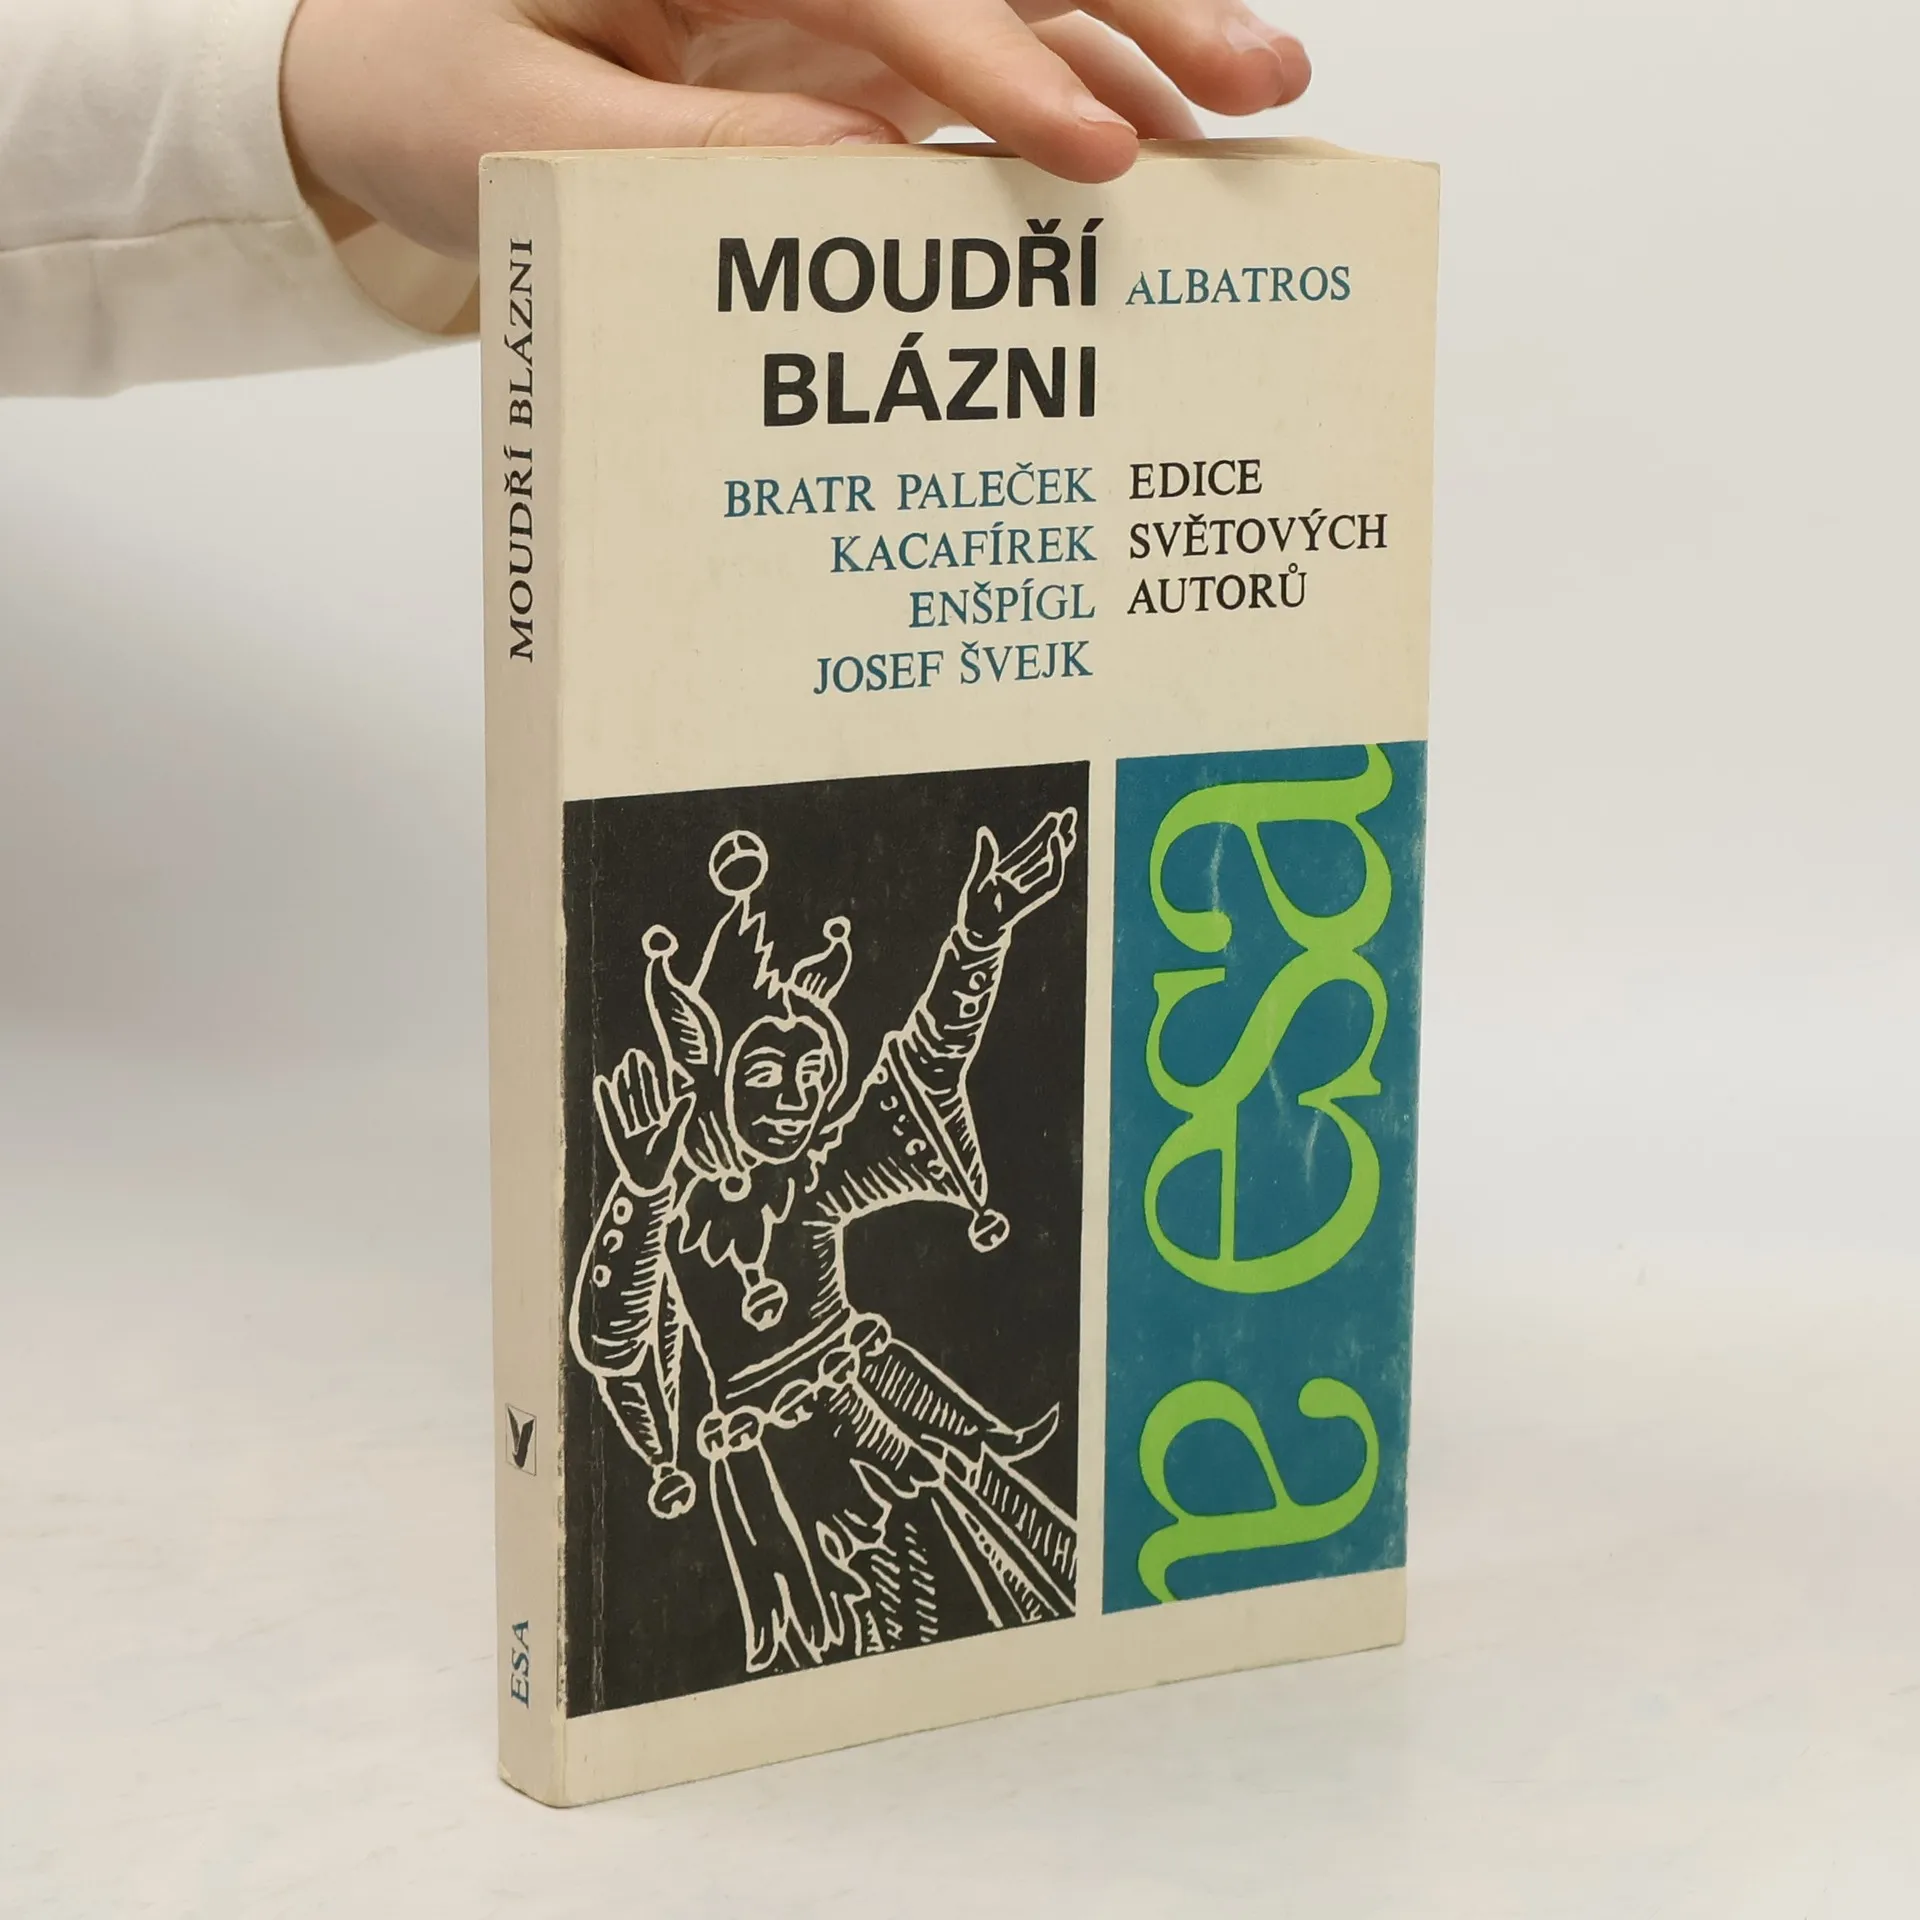 MOUDŘÍ BLÁZNI
ESA
MOUDŘÍ
BLÁZNI
ALBATROS
BRATR PALEČEK
KACAFÍREK
ENŠPÍGL
JOSEF ŠVEJK
EDICE
SVĚTOVÝCH
AUTORŮ
a esa